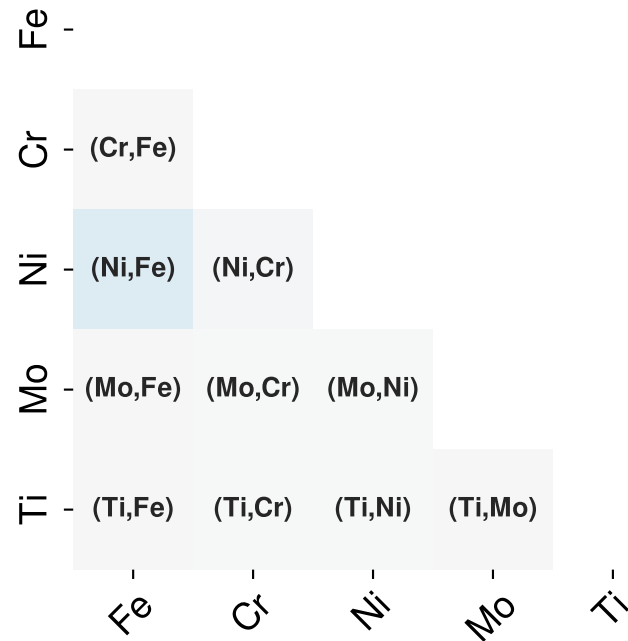 Fe
Cr (Cr,Fe)
Ni (Ni,Fe) (Ni,Cr)
Mo (Mo,Fe) (Mo,Cr) (Mo,Ni)
Ti (Ti,Fe) (Ti,Cr) (Ti,Ni) (Ti,Mo)
Fe Cr Ni Mo Ti